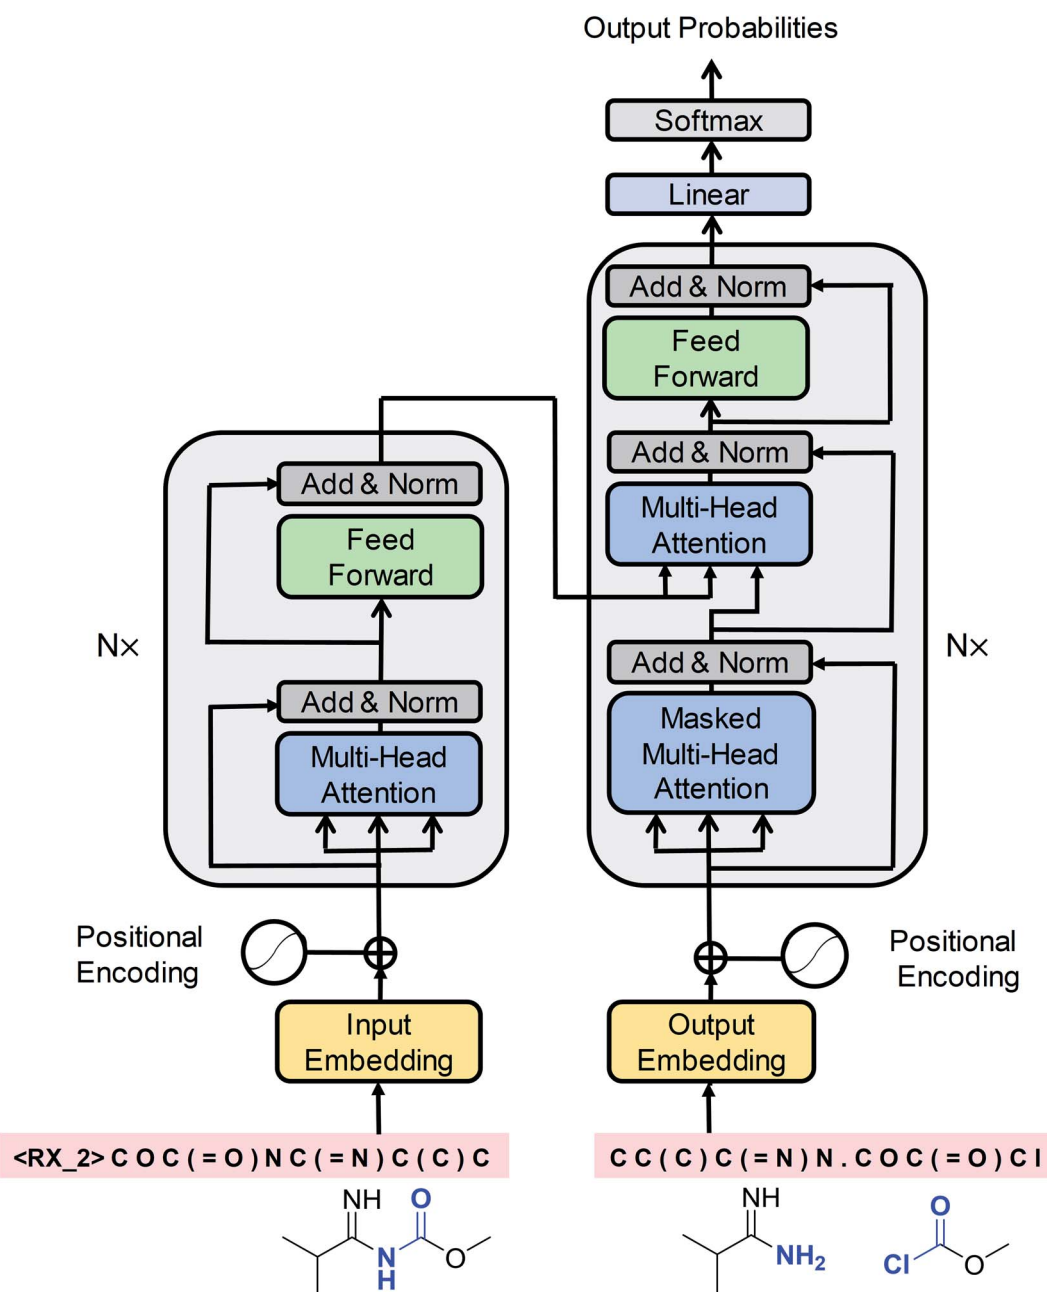 Output Probabilities
Softmax
Linear
Add & Norm
Feed
Forward
Add & Norm
Multi-Head
Attention
Add & Norm
Masked
Multi-Head
Attention
N×
Add & Norm
Feed
Forward
Add & Norm
Multi-Head
Attention
N×
Positional
Encoding
Positional
Encoding
Input
Embedding
Output
Embedding
<RX_2> C O C ( = O ) N C ( = N ) C ( C ) C
C C ( C ) C ( = N ) N . C O C ( = O ) Cl
NH
O
N
H
O
NH
NH2
O
Cl
O